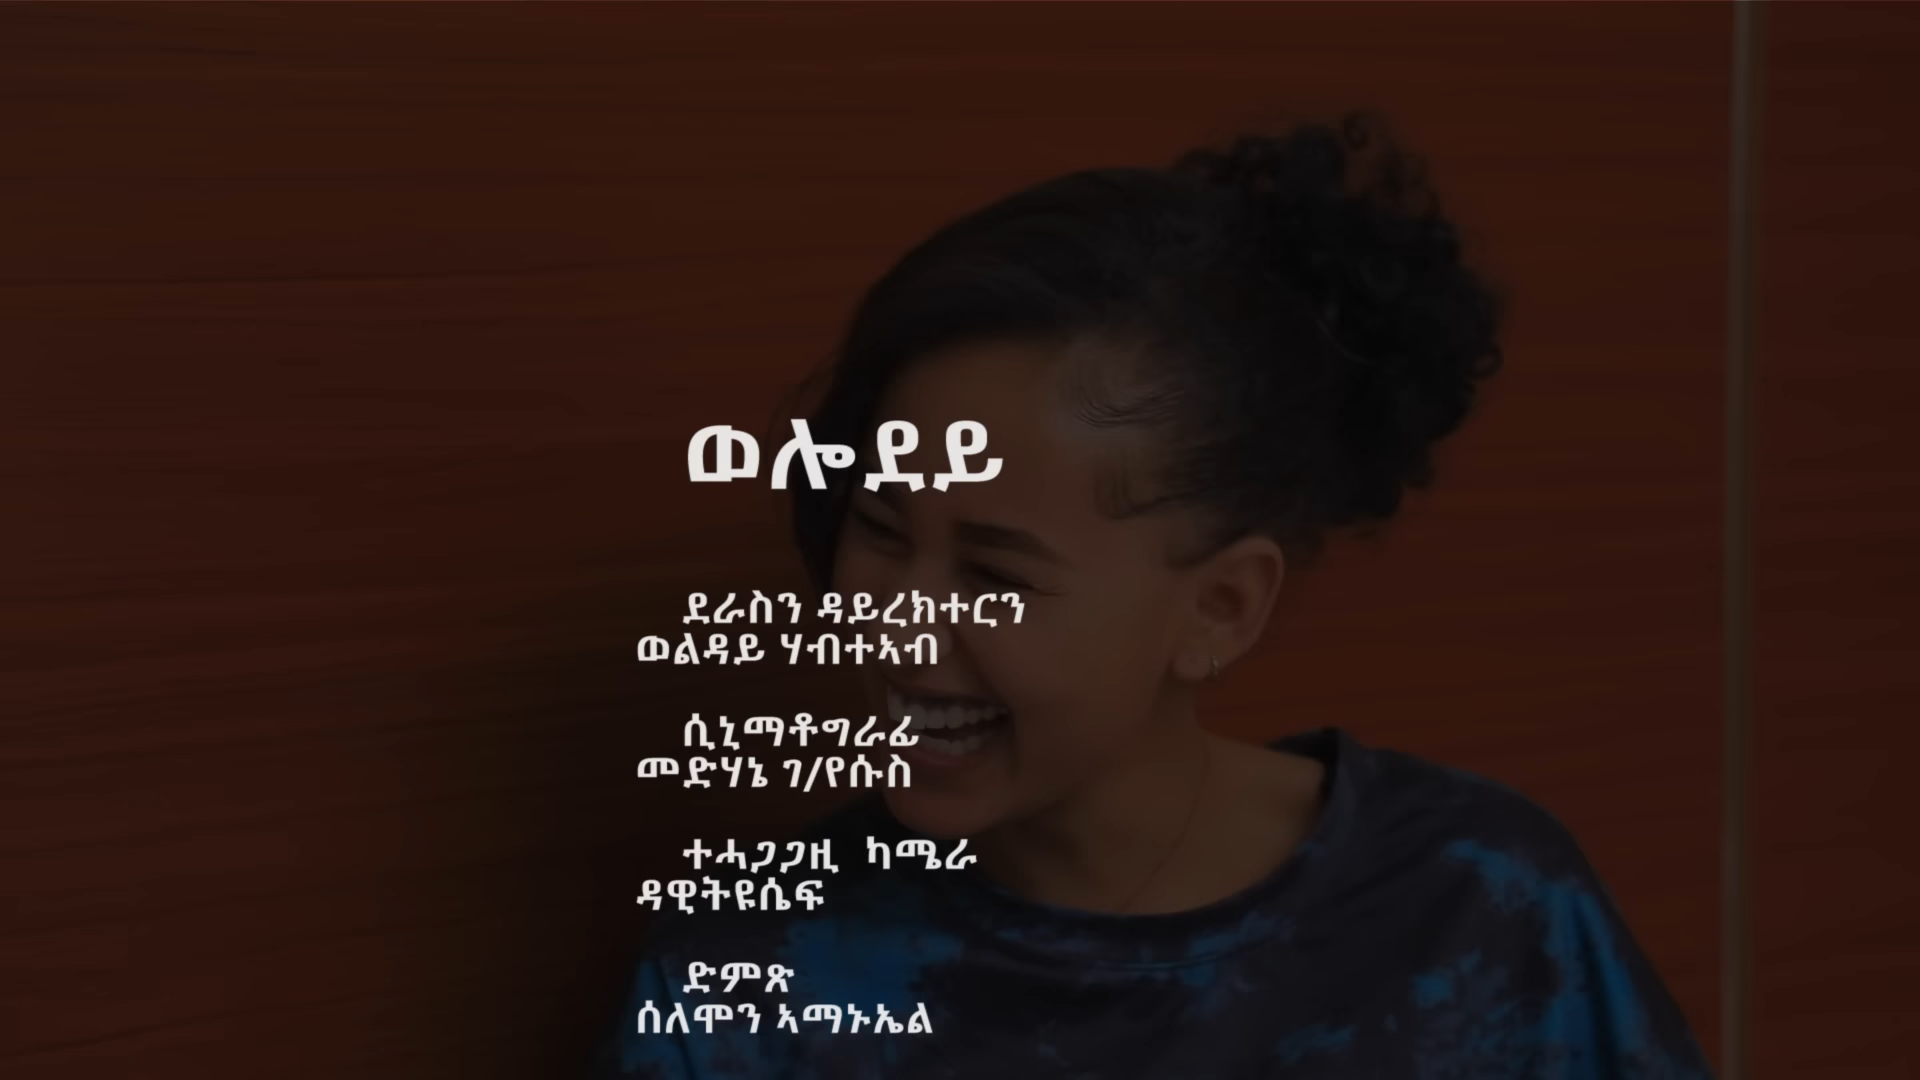 ወሎደይ
ደራስን ዳይረክተርን
ወልዳይ ሃብተኣብ
ሲኒማቶግራፊ
መድሃኔ ገ/የሱስ
ተሓጋጋዚ ካሜራ
ዳዊትዩሴፍ
ድምጽ
ሰለሞን ኣማኑኤል